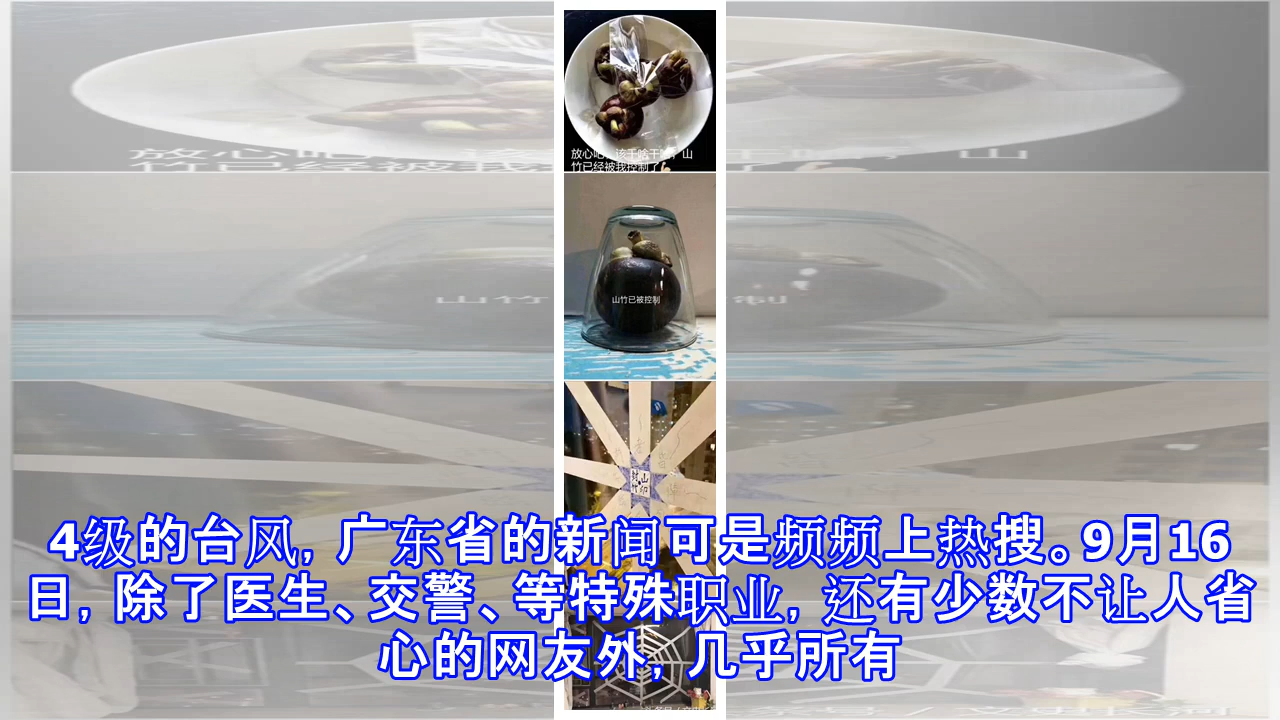 放心吧，该干啥干啥，山
竹已经被我控制了💪🏻
山竹已被控制
4级的台风, 广东省的新闻可是频频上热搜。9月16
日, 除了医生、交警、等特殊职业, 还有少数不让人省
心的网友外, 几乎所有